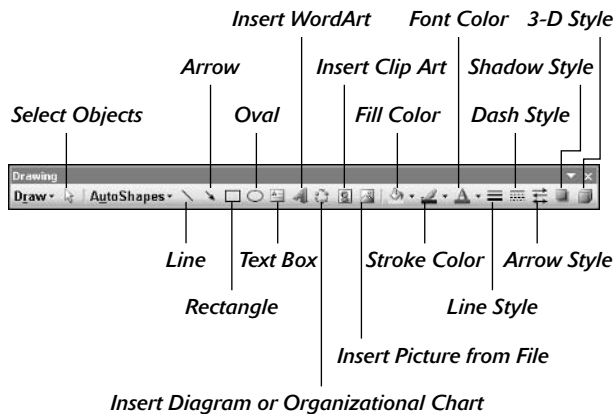 Insert WordArt
Font Color
3-D Style
Arrow
Insert Clip Art
Shadow Style
Select Objects
Oval
Fill Color
Dash Style
Drawing
Draw
AutoShapes
Line
Text Box
Stroke Color
Arrow Style
Rectangle
Line Style
Insert Picture from File
Insert Diagram or Organizational Chart